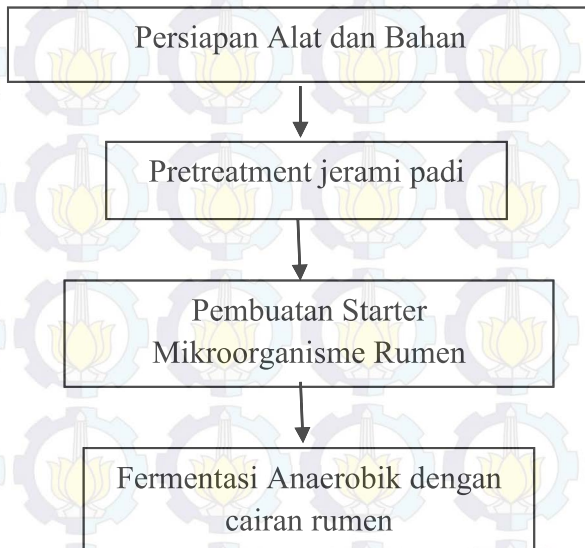 Persiapan Alat dan Bahan
Pretreatment jerami padi
Pembuatan Starter
Mikroorganisme Rumen
Fermentasi Anaerobik dengan
cairan rumen